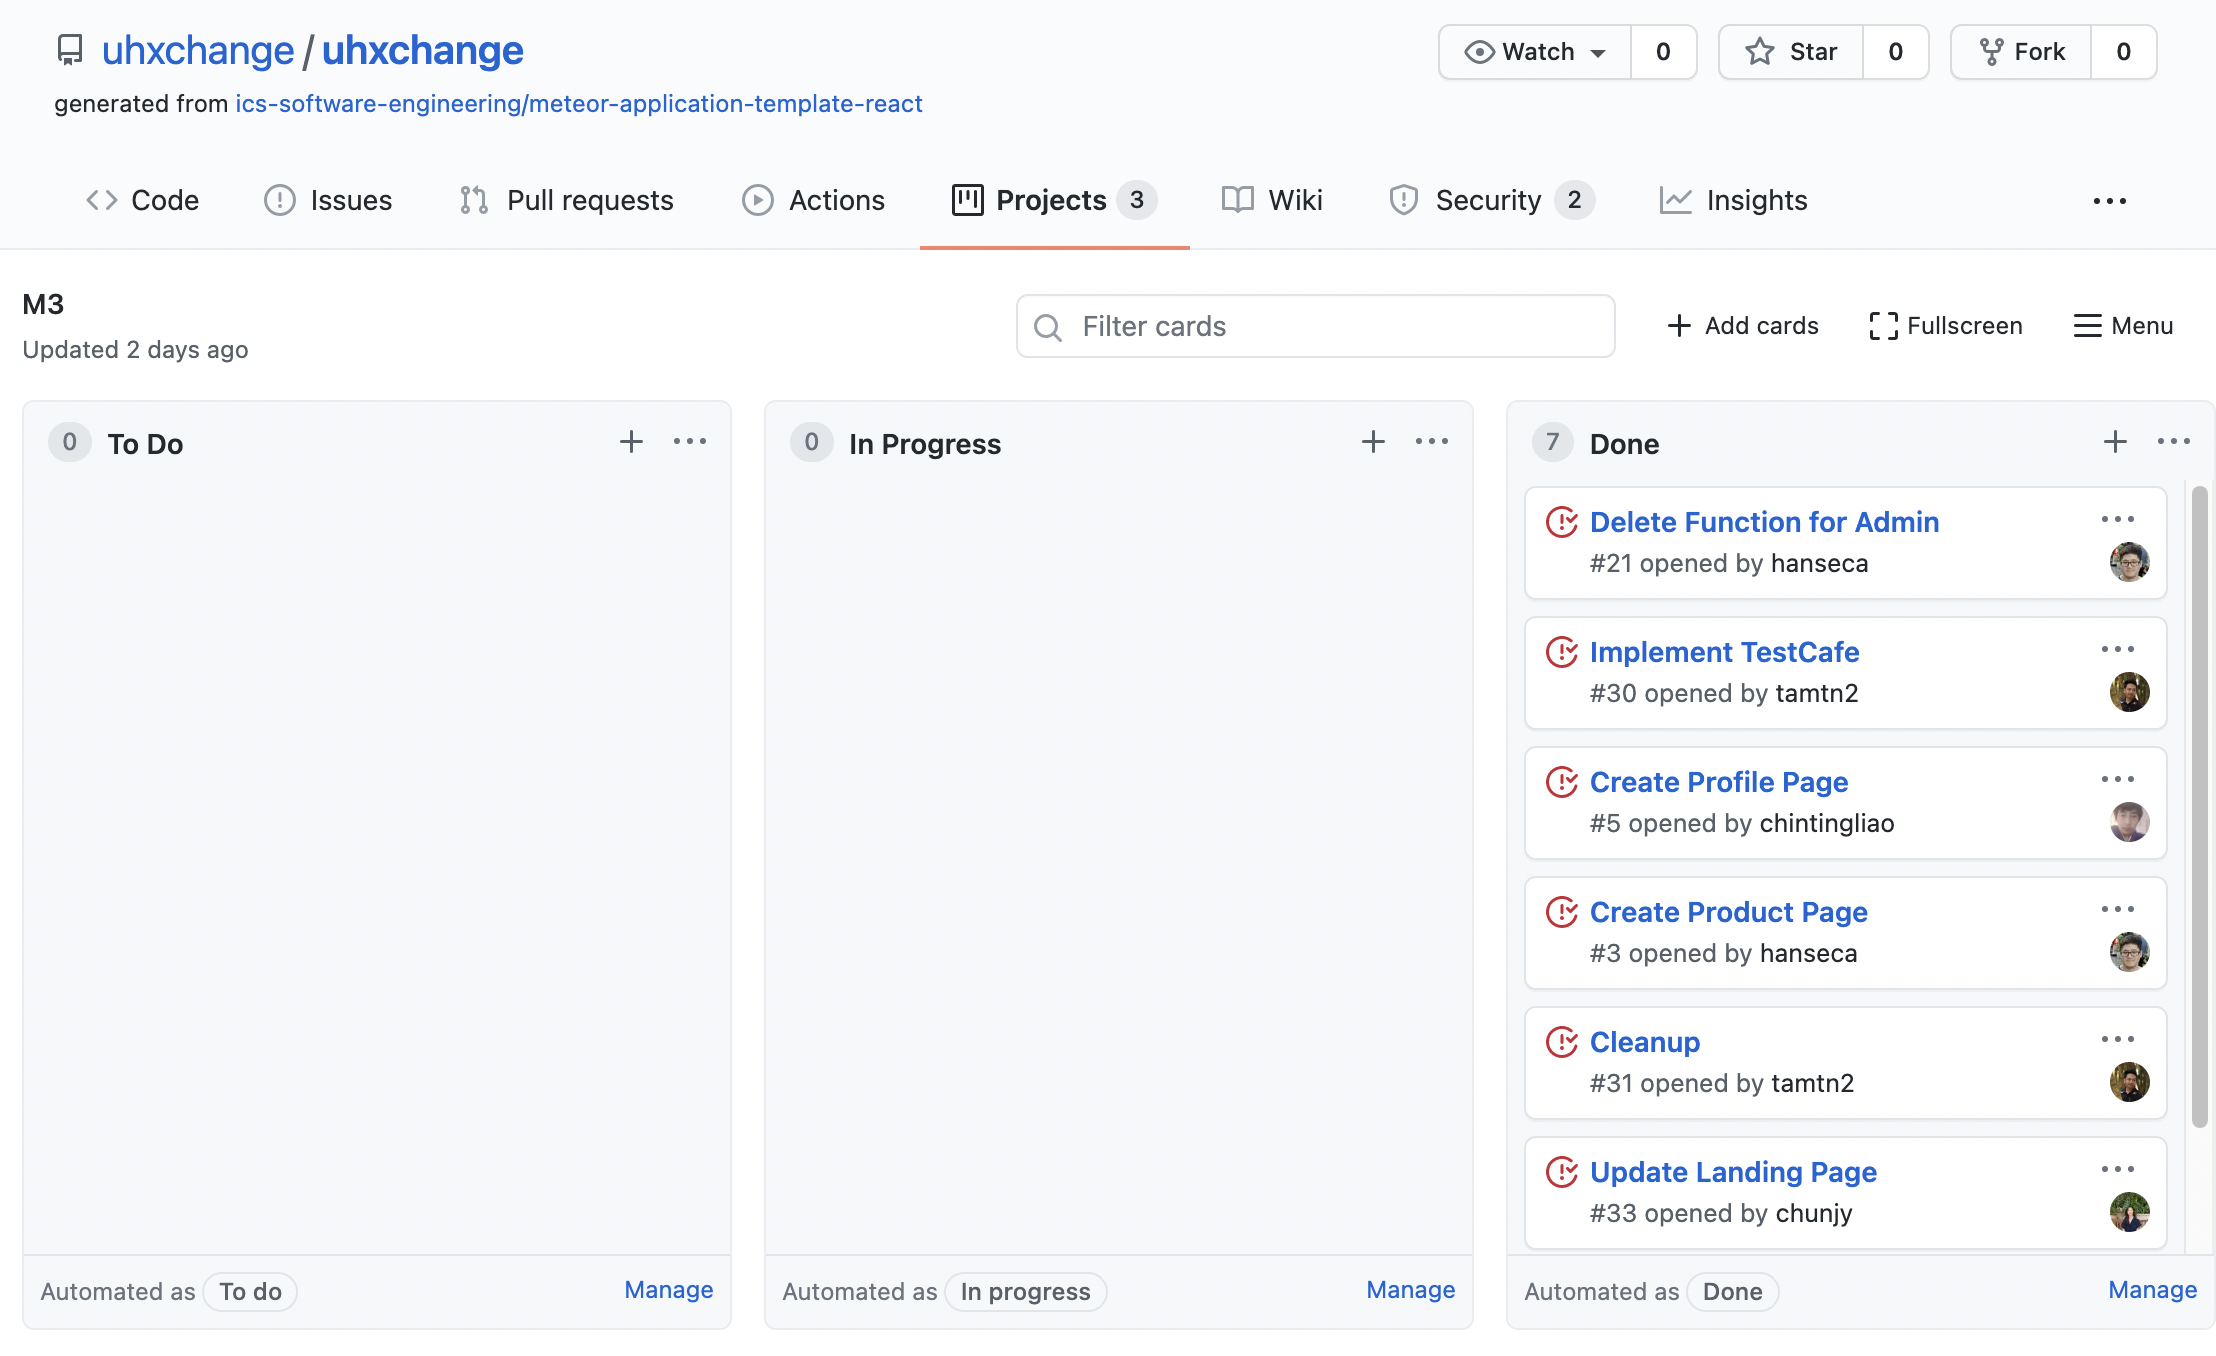 uhxchange / uhxchange
Watch 0
Star 0
Fork 0
generated from ics-software-engineering/meteor-application-template-react
Code
Issues
Pull requests
Actions
Projects 3
Wiki
Security 2
Insights
M3
Updated 2 days ago
Filter cards
Add cards
Fullscreen
Menu
0 To Do
Automated as To do
Manage
0 In Progress
Automated as In progress
Manage
7 Done
Delete Function for Admin
#21 opened by hanseca
Implement TestCafe
#30 opened by tamtn2
Create Profile Page
#5 opened by chintingliao
Create Product Page
#3 opened by hanseca
Cleanup
#31 opened by tamtn2
Update Landing Page
#33 opened by chunjy
Automated as Done
Manage